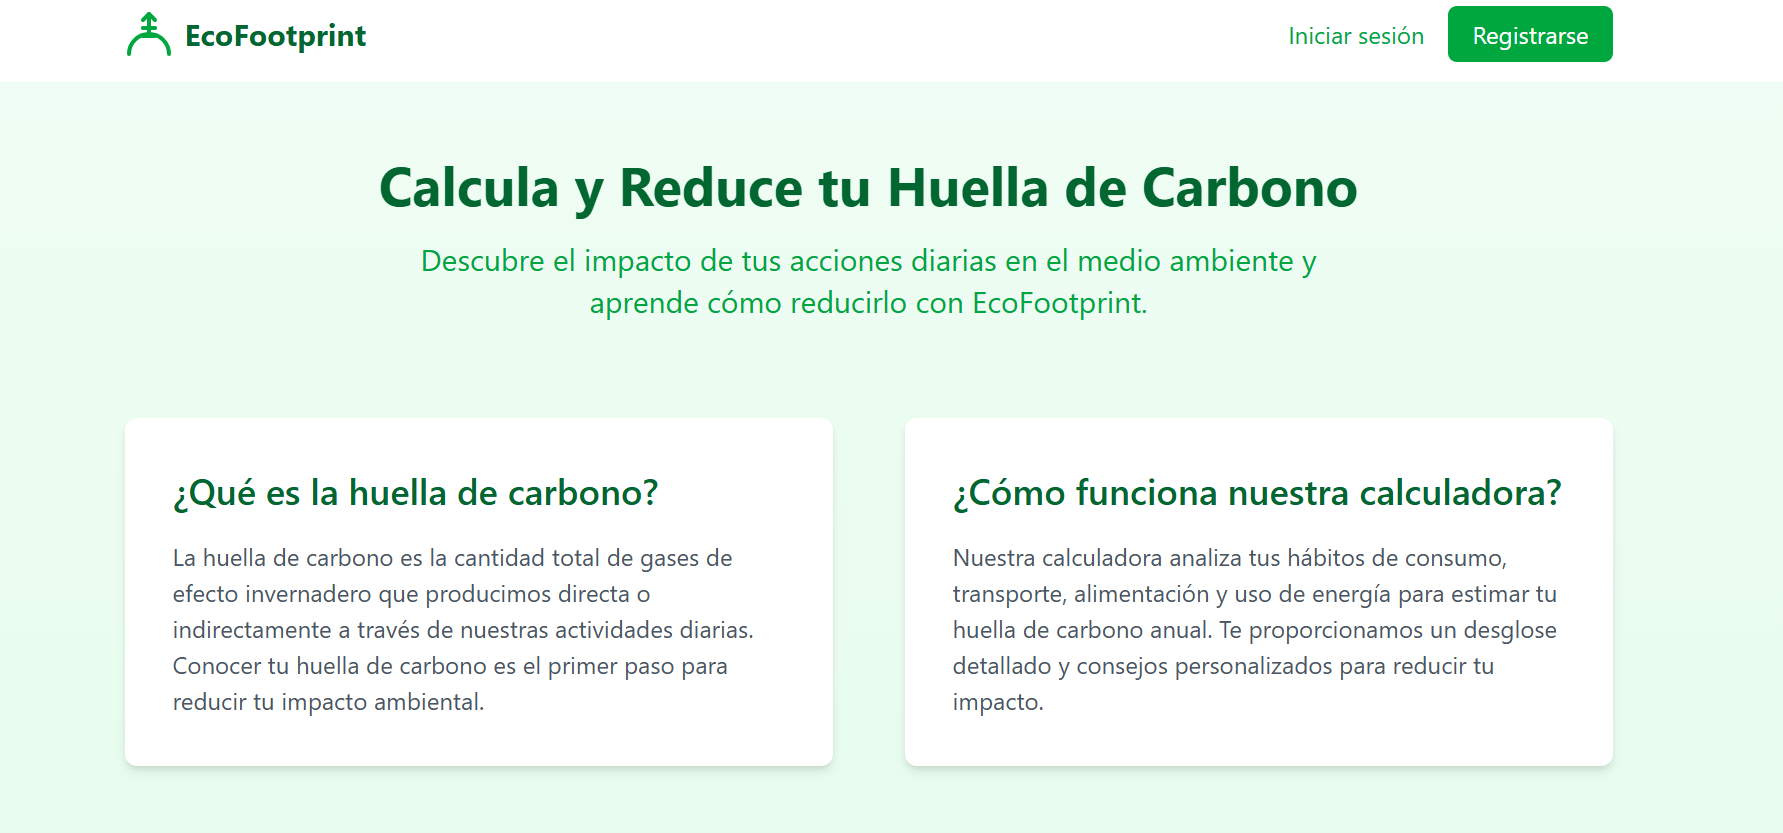 EcoFootprint
Iniciar sesión
Registrarse
Calcula y Reduce tu Huella de Carbono
Descubre el impacto de tus acciones diarias en el medio ambiente y
aprende cómo reducirlo con EcoFootprint.
¿Qué es la huella de carbono?
La huella de carbono es la cantidad total de gases de
efecto invernadero que producimos directa o
indirectamente a través de nuestras actividades diarias.
Conocer tu huella de carbono es el primer paso para
reducir tu impacto ambiental.
¿Cómo funciona nuestra calculadora?
Nuestra calculadora analiza tus hábitos de consumo,
transporte, alimentación y uso de energía para estimar tu
huella de carbono anual. Te proporcionamos un desglose
detallado y consejos personalizados para reducir tu
impacto.